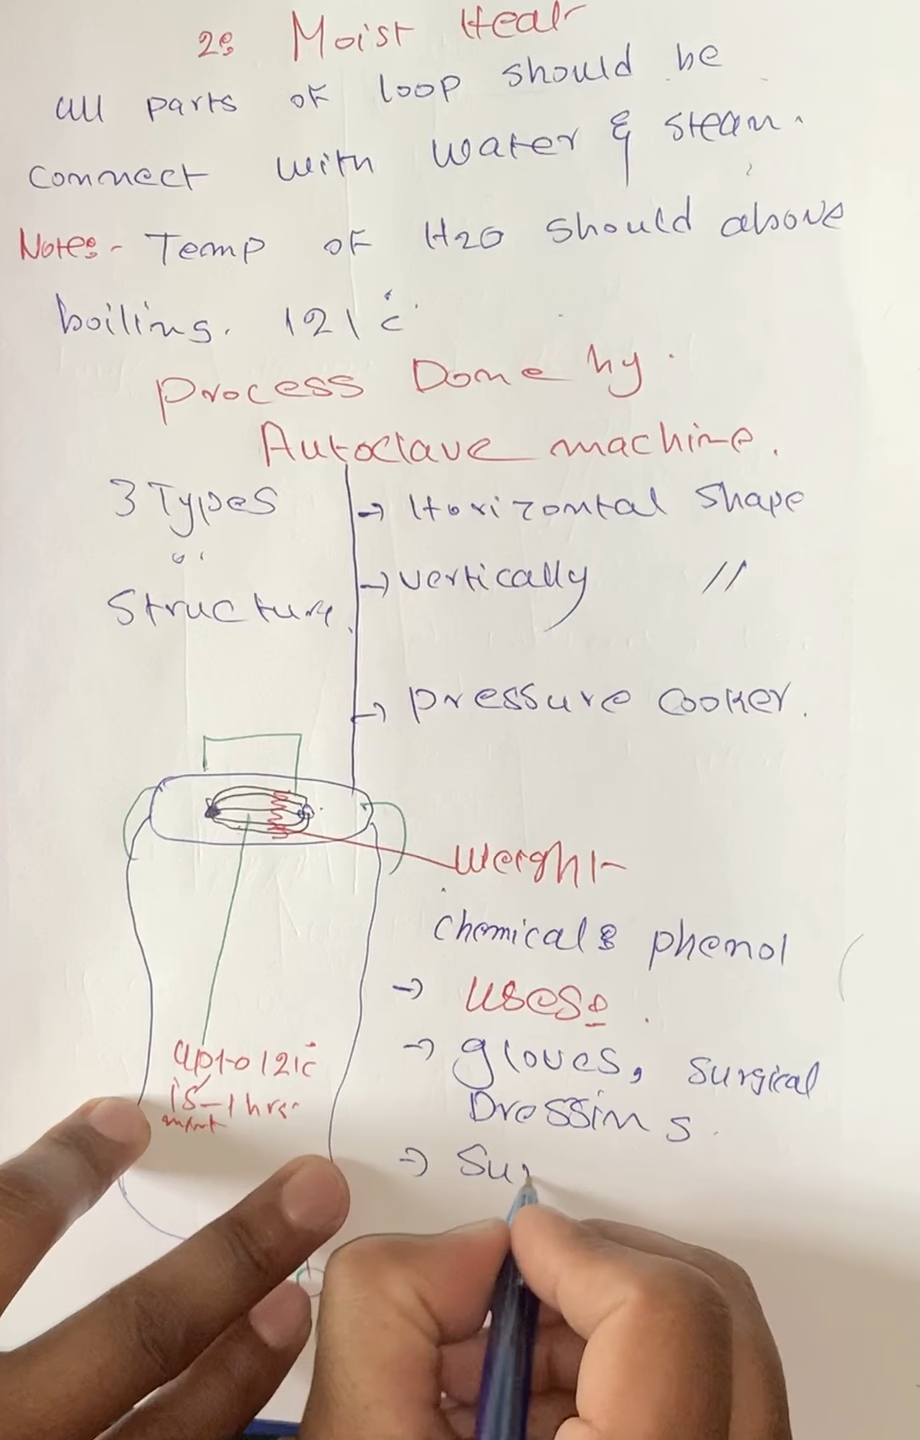 2: Moist Heat
all parts of loop should be
connect with water & steam.
Notes- Temp of H2O should above
boiling. 121°c
Process Done by
Autoclave machine.
3 Types → Horizontal Shape
→ vertically //
Structure
→ pressure cooker.
weight
chemical: phenol
→ uses:
→ gloves, surgical
Dressins
→ Su
upto 121°c
15-1 hrs.